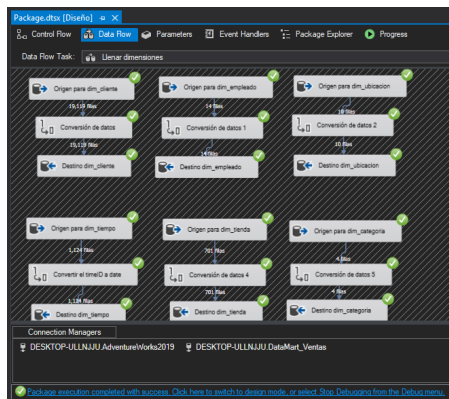 Package.dtsx [Diseño]
Control Flow Data Flow Parameters Event Handlers Package Explorer Progress
Data Flow Task: Llenar dimensiones
Origen para dim_cliente Origen para dim_empleado Origen para dim_ubicacion
19,119 filas 14 filas 10 filas
Conversión de datos Conversión de datos 1 Conversión de datos 2
19,119 filas 14 filas 10 filas
Destino dim_cliente Destino dim_empleado Destino dim_ubicacion
Origen para dim_tiempo Origen para dim_tienda Origen para dim_categoria
1,124 filas 701 filas 4 filas
Convertir el timeID a date Conversión de datos 4 Conversión de datos 5
1,124 filas 701 filas 4 filas
Destino dim_tiempo Destino dim_tienda Destino dim_categoria
Connection Managers
DESKTOP-ULLNJJU.AdventureWorks2019 DESKTOP-ULLNJJU.DataMart_Ventas
Package execution completed with success. Click here to switch to design mode, or select Stop Debugging from the Debug menu.